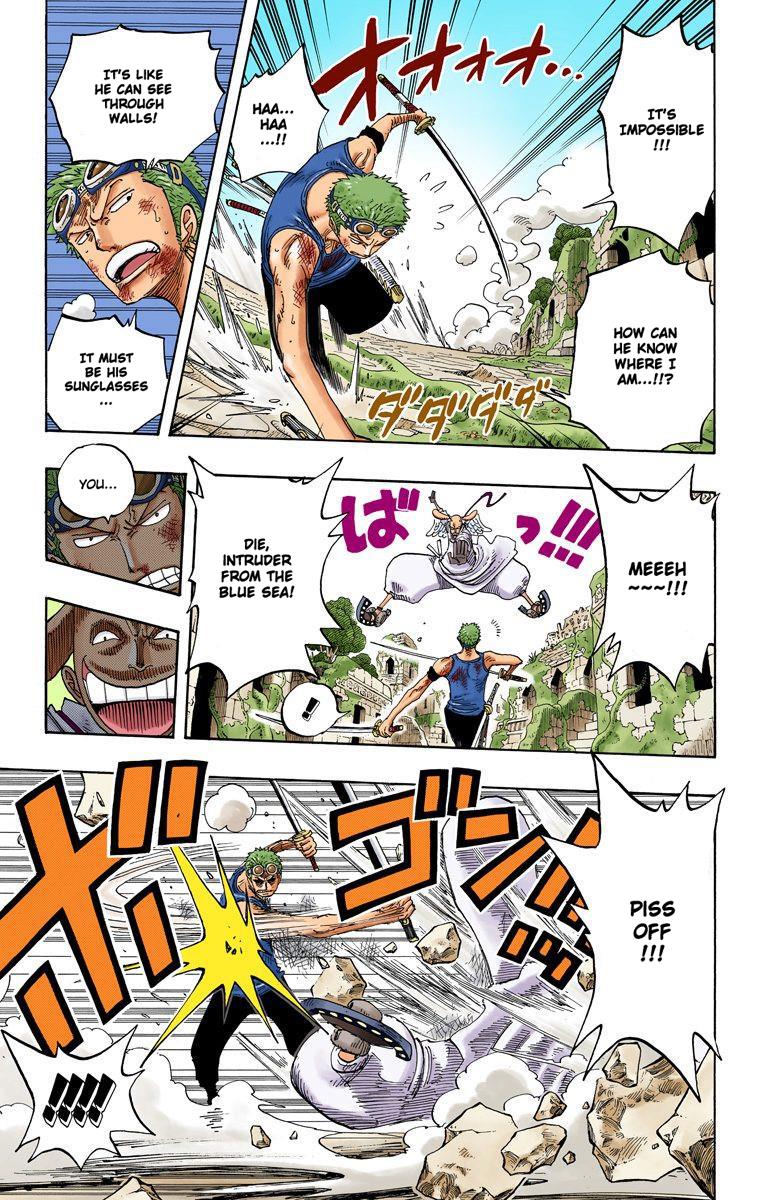 IT'S
IMPOSSIBLE
!!!
オオオオ...
HAA...
HAA
...!!
HOW CAN
HE KNOW
WHERE I
AM...!!?
ダダダダ
IT'S LIKE
HE CAN SEE
THROUGH
WALLS!
IT MUST
BE HIS
SUNGLASSES
...
MEEEH
~~~!!!
ばっ!!!
!!
DIE,
INTRUDER
FROM THE
BLUE SEA!
YOU...
PISS
OFF
!!!
ボゴン!!!
!!!!!